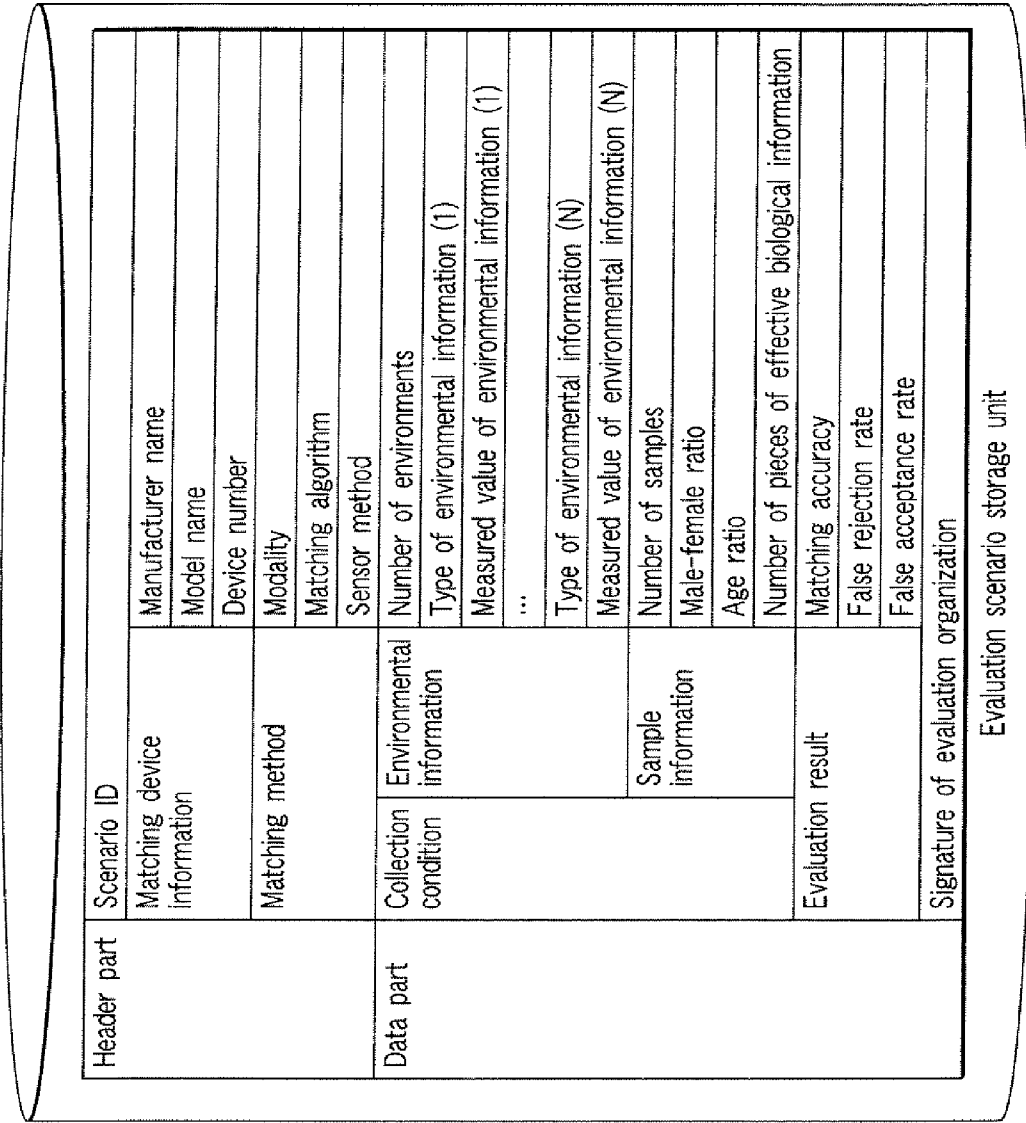 Header part
Scenario ID
Matching device
information
Manufacturer name
Model name
Device number
Matching method
Modality
Matching algorithm
Sensor method
Data part
Collection
condition
Environmental
information
Number of environments
Type of environmental information (1)
Measured value of environmental information (1)
...
Type of environmental information (N)
Measured value of environmental information (N)
Sample
information
Number of samples
Male-female ratio
Age ratio
Number of pieces of effective biological information
Evaluation result
Matching accuracy
False rejection rate
False acceptance rate
Signature of evaluation organization
Evaluation scenario storage unit